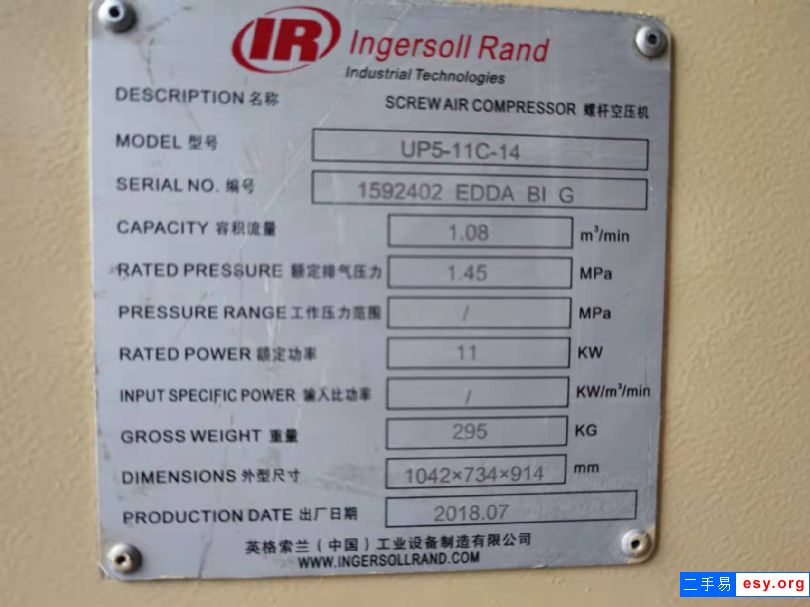 IR Ingersoll Rand
Industrial Technologies
DESCRIPTION 名称 SCREW AIR COMPRESSOR 螺杆空压机
MODEL 型号 UP5-11C-14
SERIAL NO. 编号 1592402 EDDA BI G
CAPACITY 容积流量 1.08 m³/min
RATED PRESSURE 额定排气压力 1.45 MPa
PRESSURE RANGE 工作压力范围 / MPa
RATED POWER 额定功率 11 KW
INPUT SPECIFIC POWER 输入比功率 / KW/m³/min
GROSS WEIGHT 重量 295 KG
DIMENSIONS 外型尺寸 1042×734×914 mm
PRODUCTION DATE 出厂日期 2018.07
英格索兰（中国）工业设备制造有限公司
WWW.INGERSOLLRAND.COM
二手易 esy.org